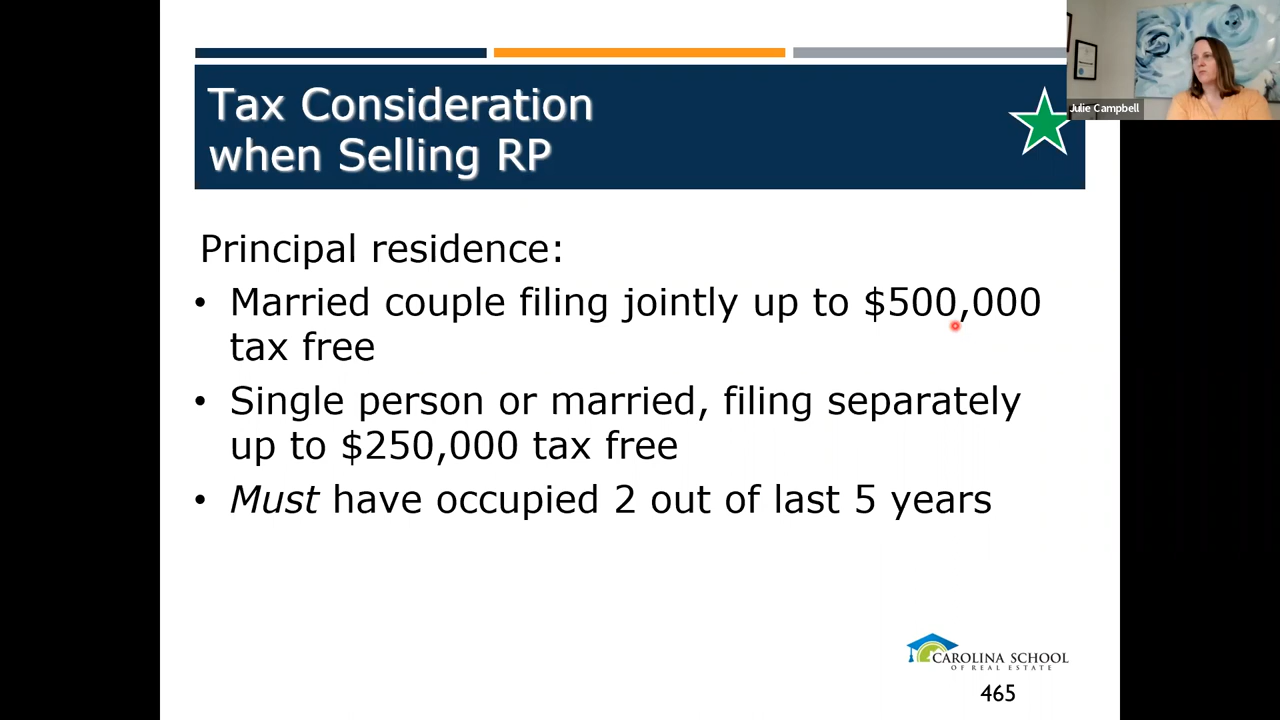 Tax Consideration
when Selling RP
Julie Campbell
Principal residence:
• Married couple filing jointly up to $500,000
tax free
• Single person or married, filing separately
up to $250,000 tax free
• Must have occupied 2 out of last 5 years
CAROLINA SCHOOL
OF REAL ESTATE
465